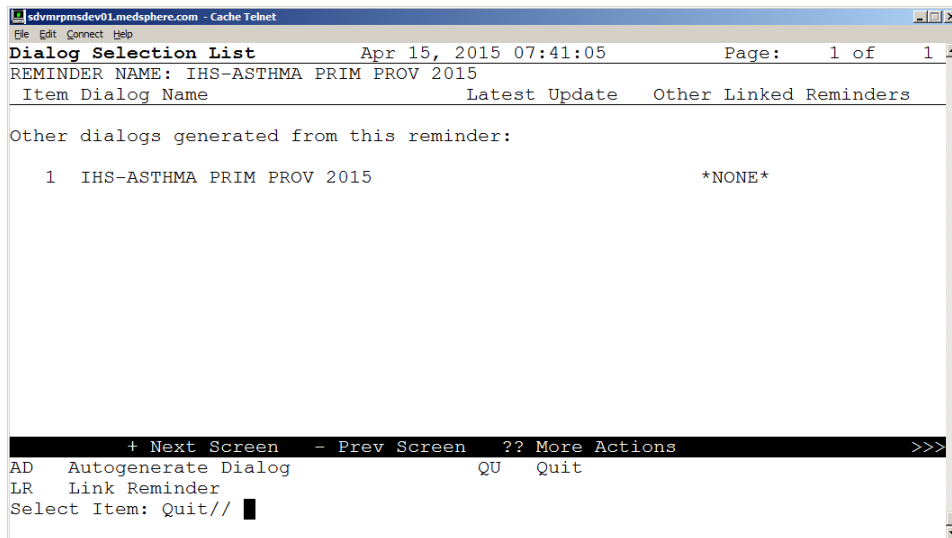 sdvmrpmsdev01.medsphere.com - Cache Telnet
File Edit Connect Help
Dialog Selection List Apr 15, 2015 07:41:05 Page: 1 of 1
REMINDER NAME: IHS-ASTHMA PRIM PROV 2015
Item Dialog Name Latest Update Other Linked Reminders
Other dialogs generated from this reminder:
1 IHS-ASTHMA PRIM PROV 2015 *NONE*
+ Next Screen - Prev Screen ?? More Actions >>>
AD Autogenerate Dialog QU Quit
LR Link Reminder
Select Item: Quit//